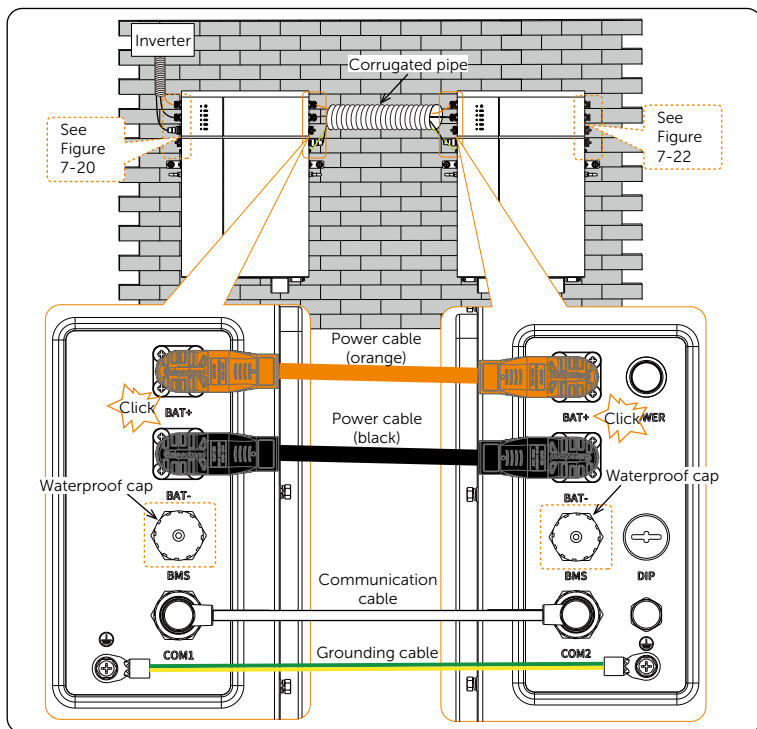 Inverter
Corrugated pipe
See
Figure
7-20
See
Figure
7-22
Power cable
(orange)
Click
BAT+
BAT+
Click
WER
Power cable
(black)
Waterproof cap
BAT-
BAT-
Waterproof cap
BMS
BMS
DIP
Communication
cable
COM1
COM2
Grounding cable